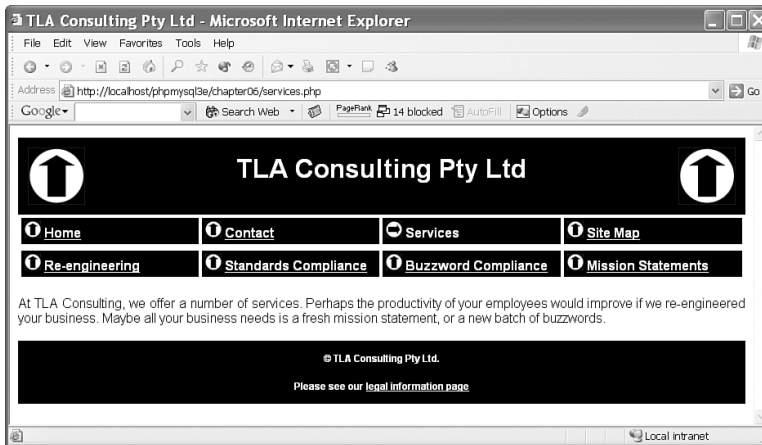 TLA Consulting Pty Ltd - Microsoft Internet Explorer
File Edit View Favorites Tools Help
Address http://localhost/phpmysql3e/chapter06/services.php Go
Google Search Web PageRank 14 blocked AutoFill Options
TLA Consulting Pty Ltd
Home Contact Services Site Map
Re-engineering Standards Compliance Buzzword Compliance Mission Statements
At TLA Consulting, we offer a number of services. Perhaps the productivity of your employees would improve if we re-engineered
your business. Maybe all your business needs is a fresh mission statement, or a new batch of buzzwords.
© TLA Consulting Pty Ltd.
Please see our legal information page
Local intranet